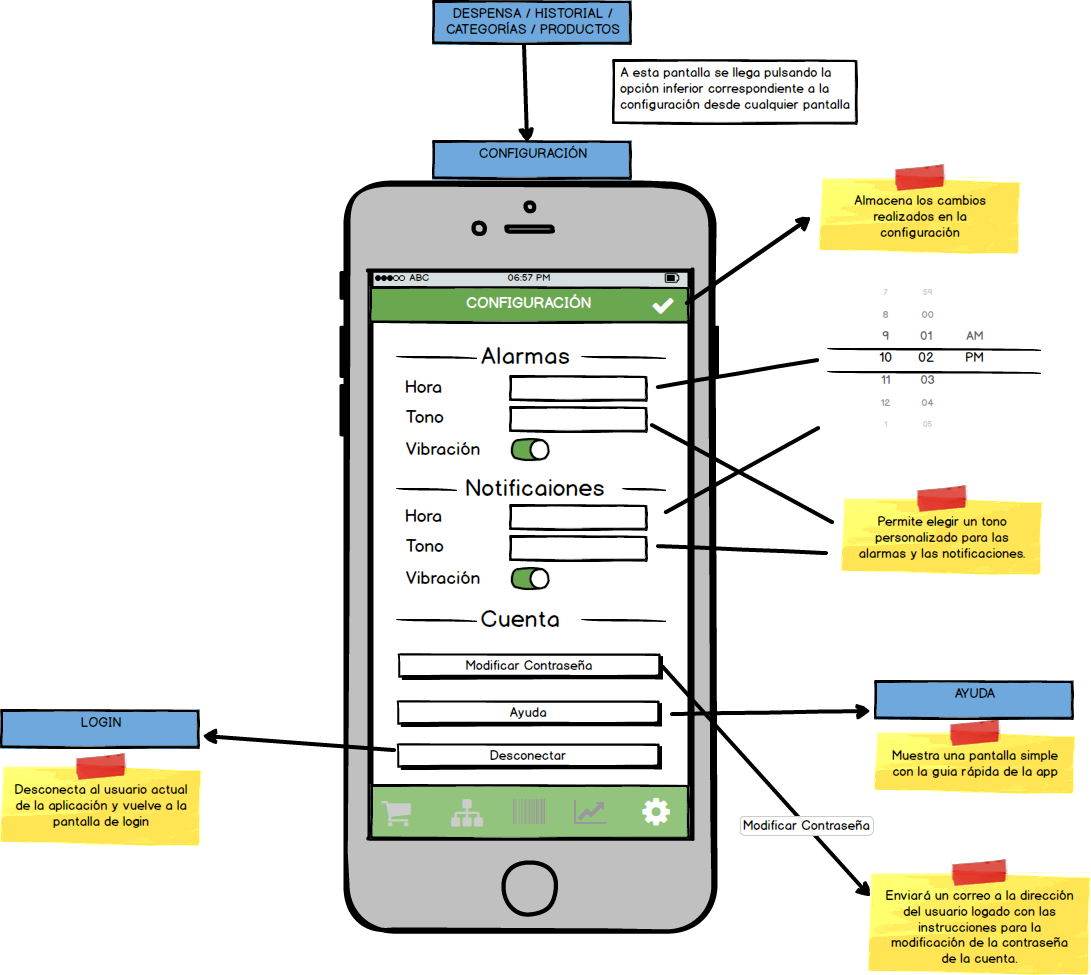 DESPENSA / HISTORIAL /
CATEGORÍAS / PRODUCTOS
A esta pantalla se llega pulsando la
opción inferior correspondiente a la
configuración desde cualquier pantalla
CONFIGURACIÓN
Almacena los cambios
realizados en la
configuración
ABC 06:57 PM
CONFIGURACIÓN
7 59
8 00
9 01 AM
10 02 PM
11 03
12 04
1 05
Alarmas
Hora
Tono
Vibración
Notificaiones
Hora
Tono
Vibración
Permite elegir un tono
personalizado para las
alarmas y las notificaciones.
Cuenta
Modificar Contraseña
Ayuda
Desconectar
AYUDA
Muestra una pantalla simple
con la guia rápida de la app
LOGIN
Desconecta al usuario actual
de la aplicación y vuelve a la
pantalla de login
Modificar Contraseña
Enviará un correo a la dirección
del usuario logado con las
instrucciones para la
modificación de la contraseña
de la cuenta.